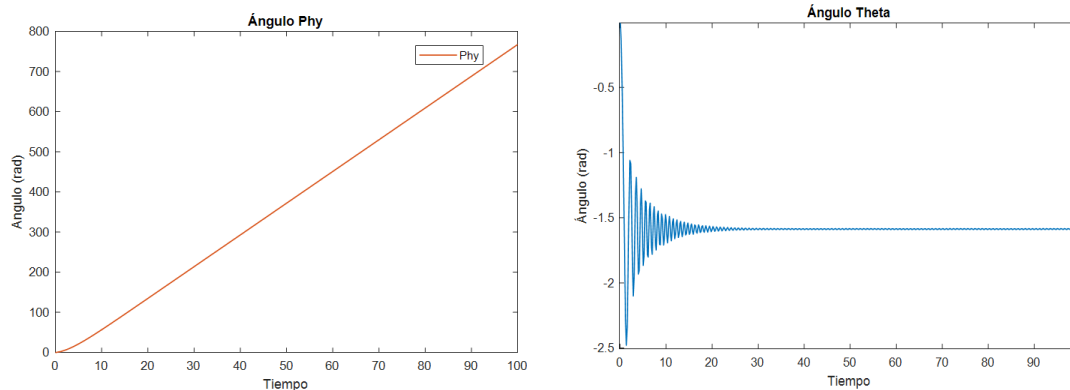 Ángulo Phy
800
700
600
500
400
300
200
100
0
Ángulo (rad)
Phy
0 10 20 30 40 50 60 70 80 90 100
Tiempo
Ángulo Theta
-0.5
-1
-1.5
-2
-2.5
Ángulo (rad)
0 10 20 30 40 50 60 70 80 90
Tiempo